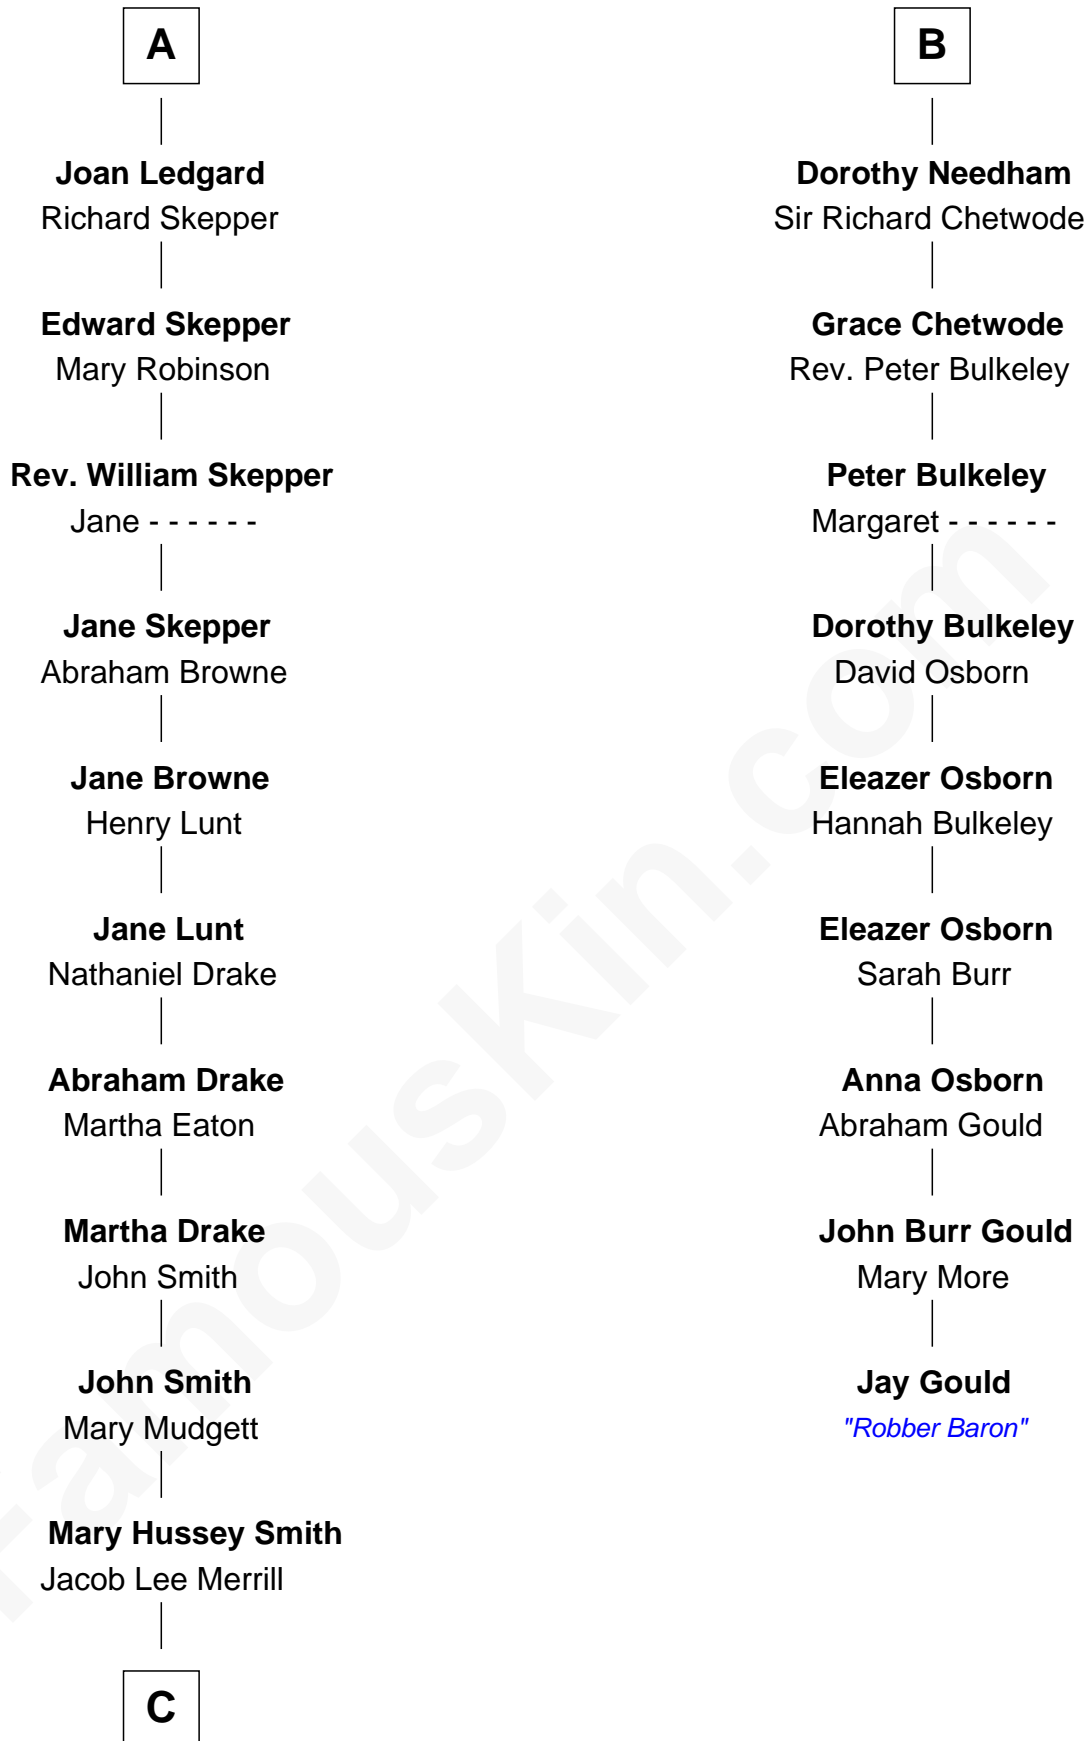 A
Joan Ledgard
Richard Skepper
Edward Skepper
Mary Robinson
Rev. William Skepper
Jane - - - - - -
Jane Skepper
Abraham Browne
Jane Browne
Henry Lunt
Jane Lunt
Nathaniel Drake
Abraham Drake
Martha Eaton
Martha Drake
John Smith
John Smith
Mary Mudgett
Mary Hussey Smith
Jacob Lee Merrill
C
B
Dorothy Needham
Sir Richard Chetwode
Grace Chetwode
Rev. Peter Bulkeley
Peter Bulkeley
Margaret - - - - - -
Dorothy Bulkeley
David Osborn
Eleazer Osborn
Hannah Bulkeley
Eleazer Osborn
Sarah Burr
Anna Osborn
Abraham Gould
John Burr Gould
Mary More
Jay Gould
"Robber Baron"
FamousKin.com